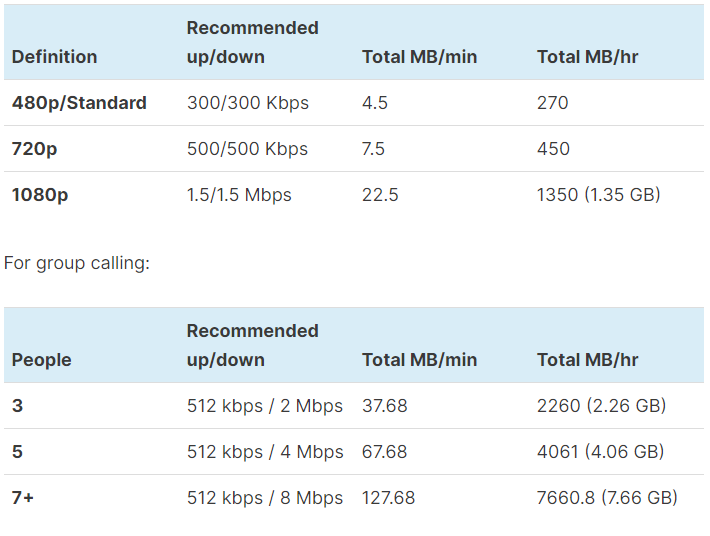 Definition Recommended up/down Total MB/min Total MB/hr
480p/Standard 300/300 Kbps 4.5 270
720p 500/500 Kbps 7.5 450
1080p 1.5/1.5 Mbps 22.5 1350 (1.35 GB)
For group calling:
People Recommended up/down Total MB/min Total MB/hr
3 512 kbps / 2 Mbps 37.68 2260 (2.26 GB)
5 512 kbps / 4 Mbps 67.68 4061 (4.06 GB)
7+ 512 kbps / 8 Mbps 127.68 7660.8 (7.66 GB)